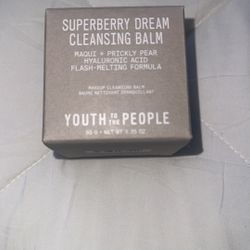 SUPERBERRY DREAM
CLEANSING BALM
MAQUI + PRICKLY PEAR
HYALURONIC ACID
FLASH-MELTING FORMULA
MAKEUP CLEANSING BALM
BAUME NETTOYANT DÉMAQUILLANT
YOUTH TO THE PEOPLE